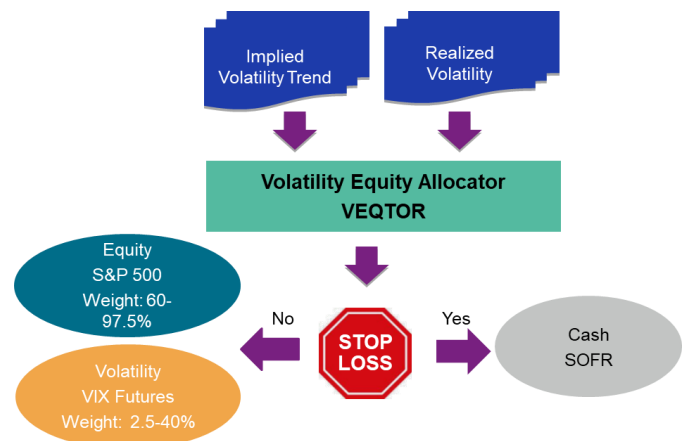 Implied
Volatility Trend
Realized
Volatility
Volatility Equity Allocator
VEQTOR
Equity
S&P 500
Weight: 60-
97.5%
No
STOP
LOSS
Yes
Cash
SOFR
Volatility
VIX Futures
Weight: 2.5-40%